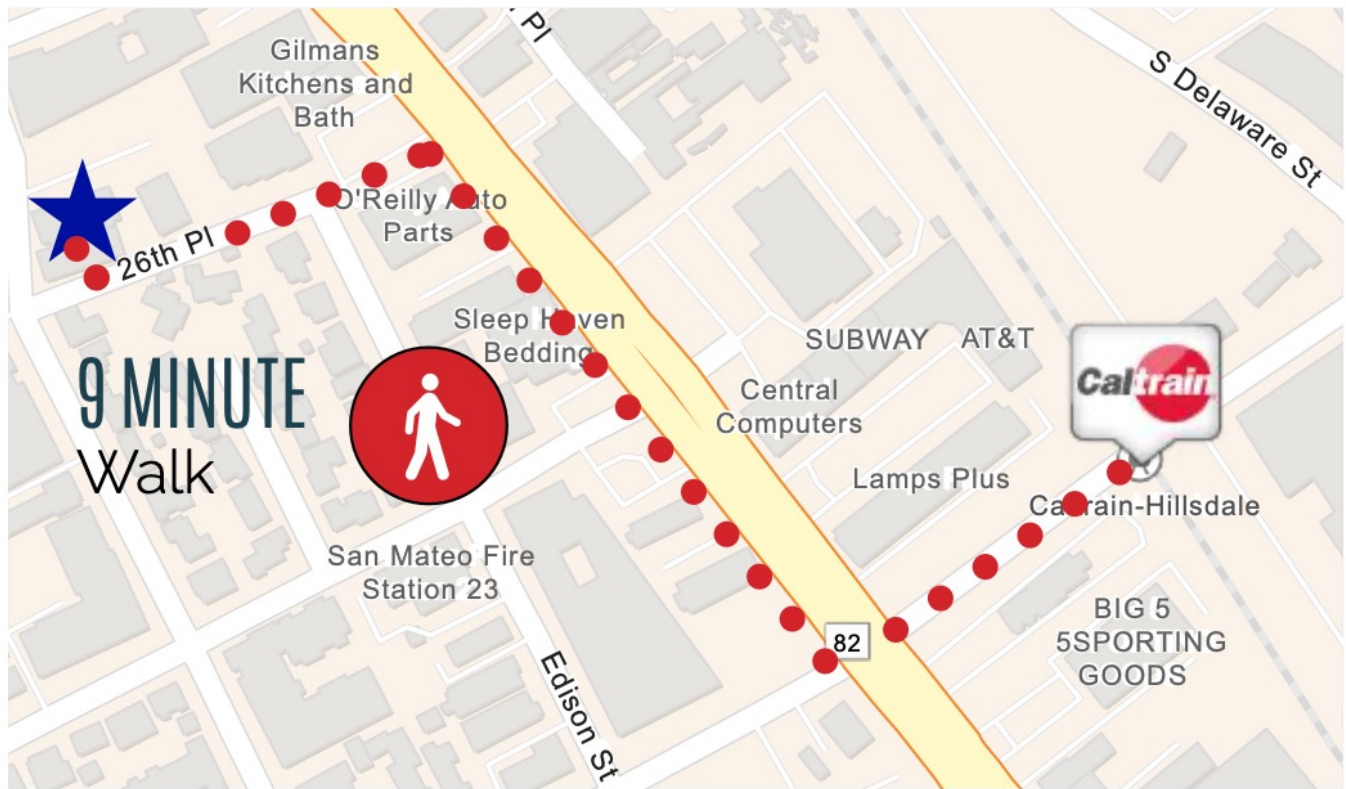 Pl
S Delaware St
Gilmans
Kitchens and
Bath
O'Reilly Auto
Parts
26th Pl
Sleep Haven
Bedding
SUBWAY
AT&T
Caltrain
9 MINUTE
Walk
Central
Computers
Lamps Plus
Caltrain-Hillsdale
San Mateo Fire
Station 23
BIG 5
5SPORTING
GOODS
82
Edison St